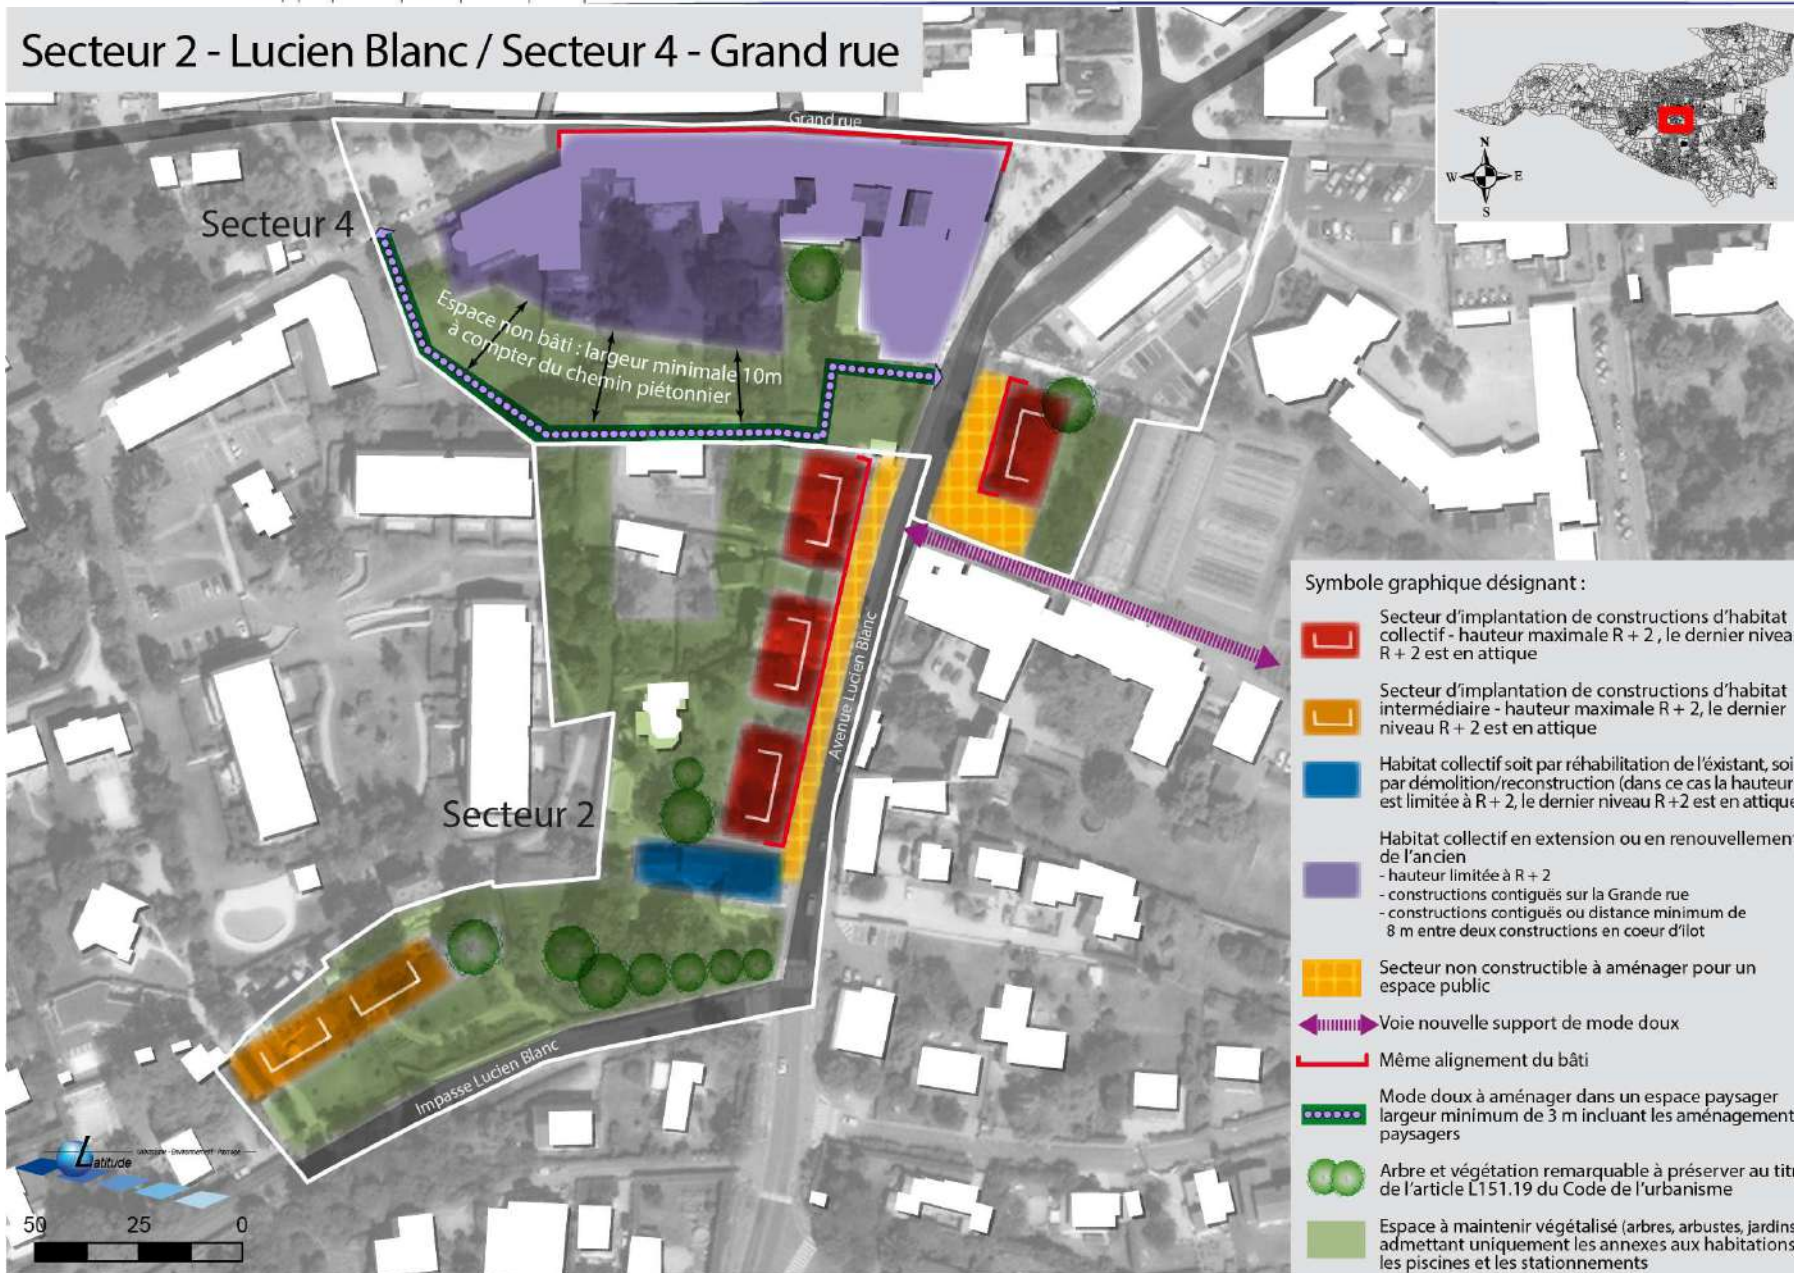 Secteur 2 - Lucien Blanc / Secteur 4 - Grand rue
Grand rue
N
W
E
S
Secteur 4
Espace non bâti : largeur minimale 10m
à compter du chemin piétonnier
Avenue Lucien Blanc
Secteur 2
Impasse Lucien Blanc
Latitude
50 25 0
Symbole graphique désignant :
Secteur d'implantation de constructions d'habitat
collectif - hauteur maximale R + 2 , le dernier nivea
R + 2 est en attique
Secteur d'implantation de constructions d'habitat
intermédiaire - hauteur maximale R + 2, le dernier
niveau R + 2 est en attique
Habitat collectif soit par réhabilitation de l'éxistant, soi
par démolition/reconstruction (dans ce cas la hauteur
est limitée à R + 2, le dernier niveau R +2 est en attique
Habitat collectif en extension ou en renouvellement
de l'ancien
- hauteur limitée à R + 2
- constructions contiguës sur la Grande rue
- constructions contiguës ou distance minimum de
8 m entre deux constructions en coeur d'ilot
Secteur non constructible à aménager pour un
espace public
Voie nouvelle support de mode doux
Même alignement du bâti
Mode doux à aménager dans un espace paysager
largeur minimum de 3 m incluant les aménagement
paysagers
Arbre et végétation remarquable à préserver au titr
de l'article L151.19 du Code de l'urbanisme
Espace à maintenir végétalisé (arbres, arbustes, jardins
admettant uniquement les annexes aux habitations
les piscines et les stationnements